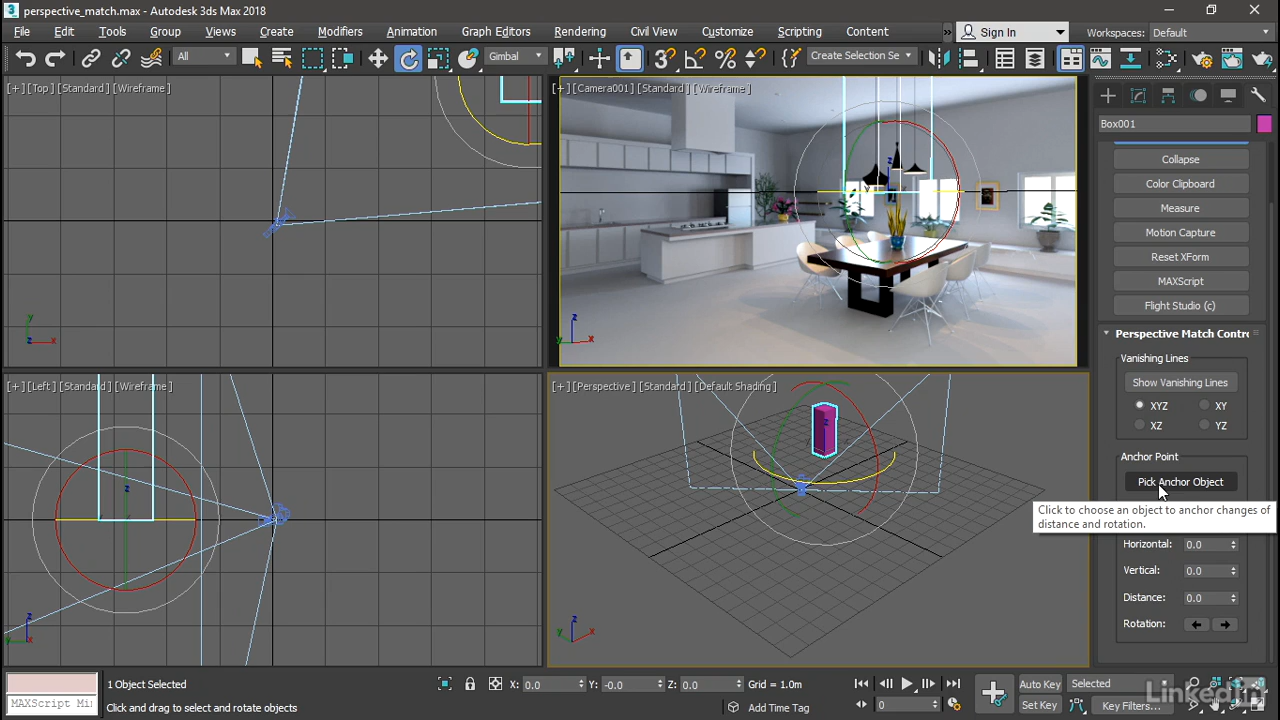 perspective_match.max - Autodesk 3ds Max 2018
File Edit Tools Group Views Create Modifiers Animation Graph Editors Rendering Civil View Customize Scripting Content » Sign In Workspaces: Default
All Gimbal Create Selection Se
[+] [Top] [Standard] [Wireframe]
[+] [Camera001] [Standard] [Wireframe]
Box001
Collapse
Color Clipboard
Measure
Motion Capture
Reset XForm
MAXScript
Flight Studio (c)
Perspective Match Contro
Vanishing Lines
Show Vanishing Lines
XYZ XY
XZ YZ
Anchor Point
Pick Anchor Object
Click to choose an object to anchor changes of
distance and rotation.
Horizontal: 0.0
Vertical: 0.0
Distance: 0.0
Rotation:
[+] [Left] [Standard] [Wireframe]
[+] [Perspective] [Standard] [Default Shading]
1 Object Selected X: 0.0 Y: -0.0 Z: 0.0 Grid = 1.0m Auto Key Selected
MAXScript Mi Click and drag to select and rotate objects Add Time Tag 0 Set Key Key Filters...
LinkedIn